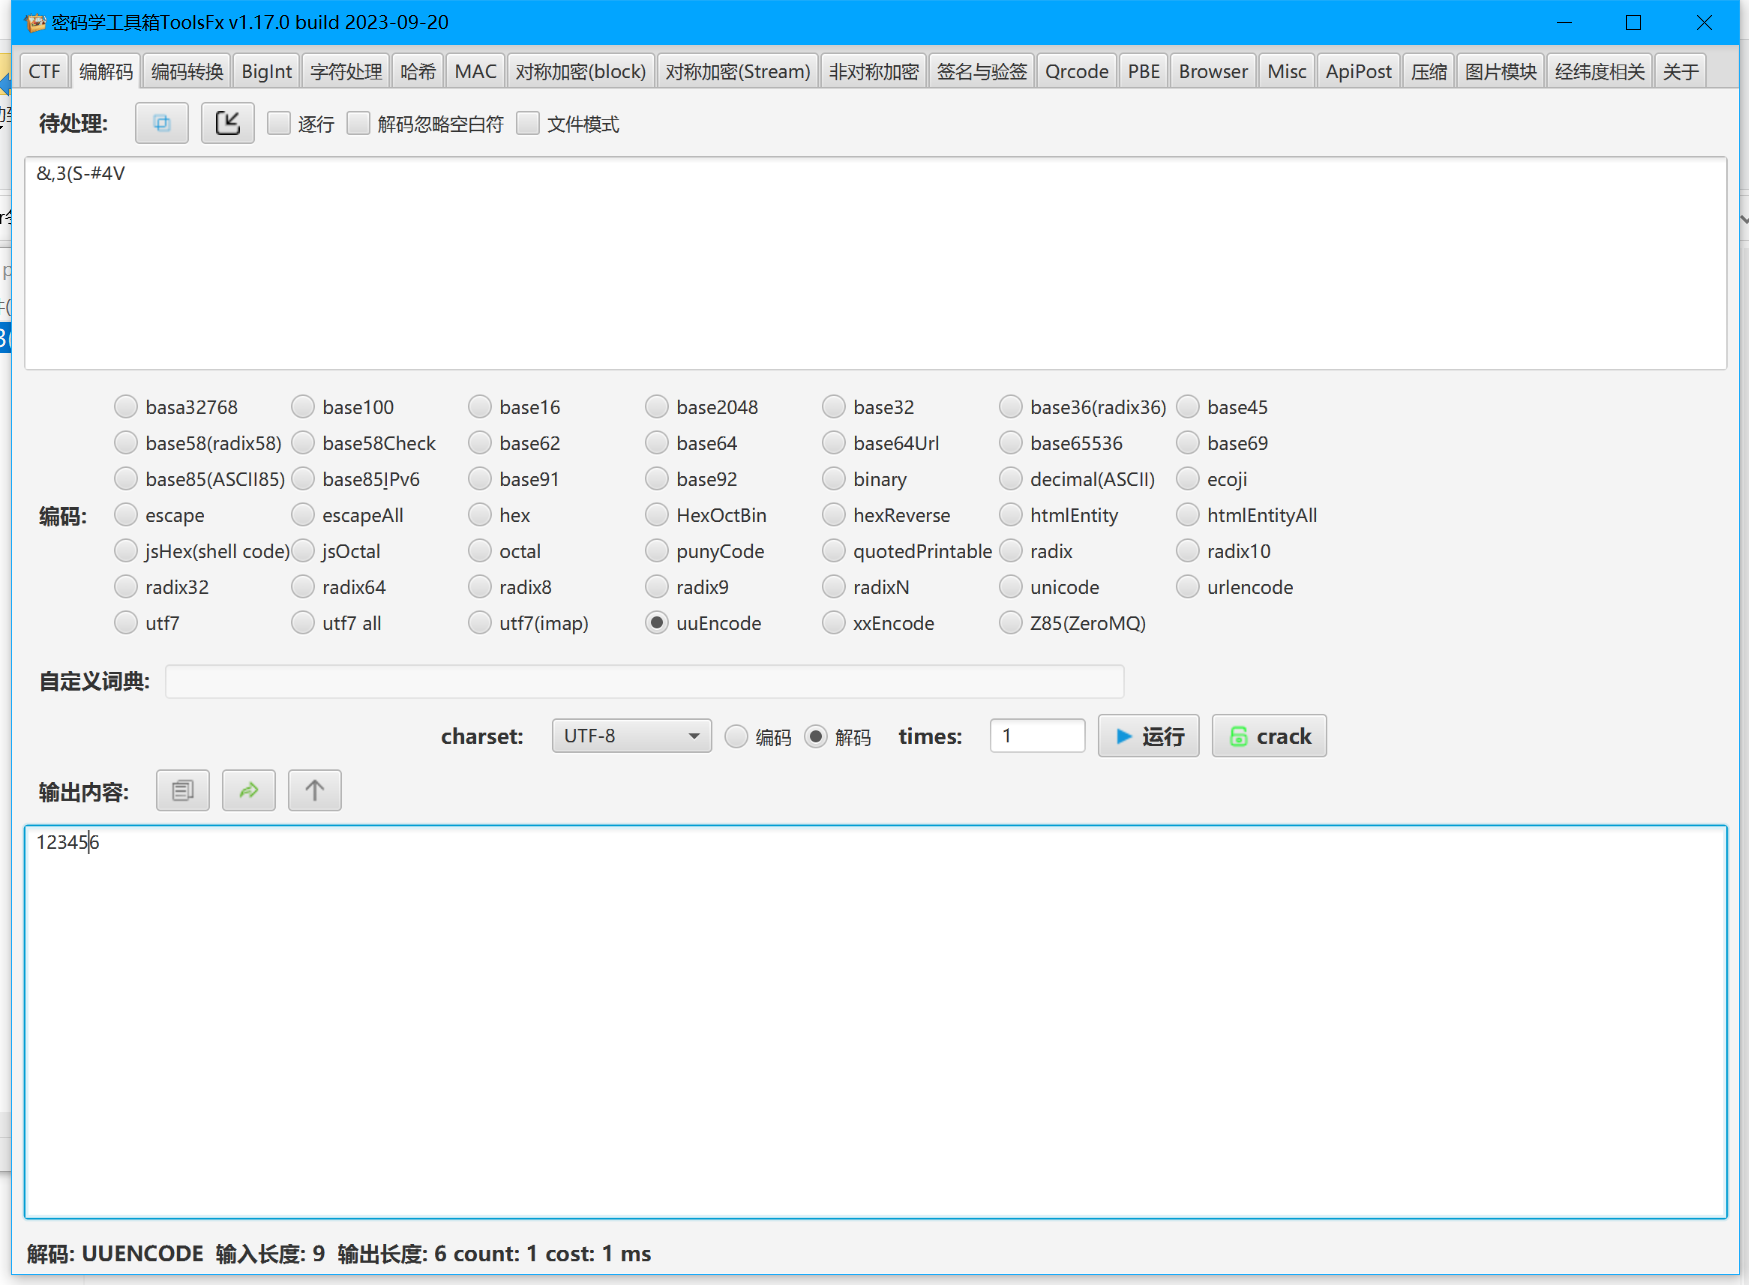 密码学工具箱ToolsFx v1.17.0 build 2023-09-20
CTF 编解码 编码转换 BigInt 字符处理 哈希 MAC 对称加密(block) 对称加密(Stream) 非对称加密 签名与验签 Qrcode PBE Browser Misc ApiPost 压缩 图片模块 经纬度相关 关于
待处理: 逐行 解码忽略空白符 文件模式
&,3(S-#4V
basa32768 base100 base16 base2048 base32 base36(radix36) base45
base58(radix58) base58Check base62 base64 base64Url base65536 base69
base85(ASCII85) base85IPv6 base91 base92 binary decimal(ASCII) ecoji
编码: escape escapeAll hex HexOctBin hexReverse htmlEntity htmlEntityAll
jsHex(shell code) jsOctal octal punyCode quotedPrintable radix radix10
radix32 radix64 radix8 radix9 radixN unicode urlencode
utf7 utf7 all utf7(imap) uuEncode xxEncode Z85(ZeroMQ)
自定义词典:
charset: UTF-8 编码 解码 times: 1 运行 crack
输出内容:
123456
解码: UUENCODE 输入长度: 9 输出长度: 6 count: 1 cost: 1 ms